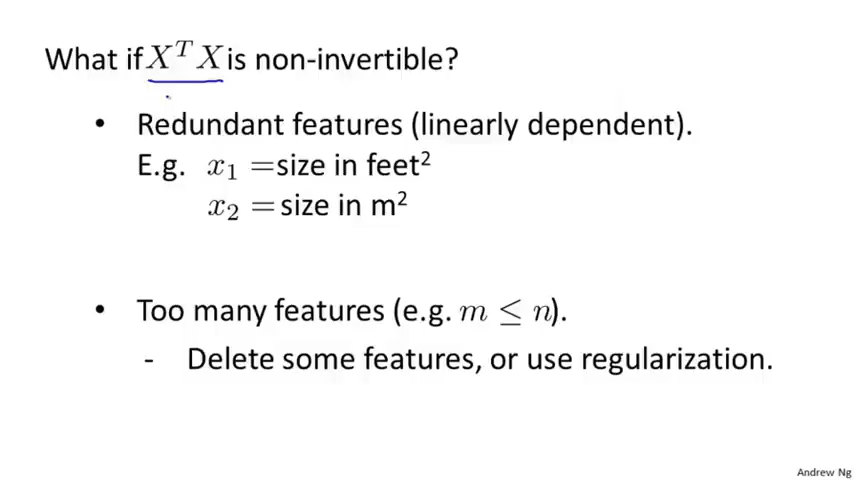 What if XᵀX is non-invertible?
• Redundant features (linearly dependent).
E.g. x₁ = size in feet²
x₂ = size in m²
• Too many features (e.g. m ≤ n).
- Delete some features, or use regularization.
Andrew Ng